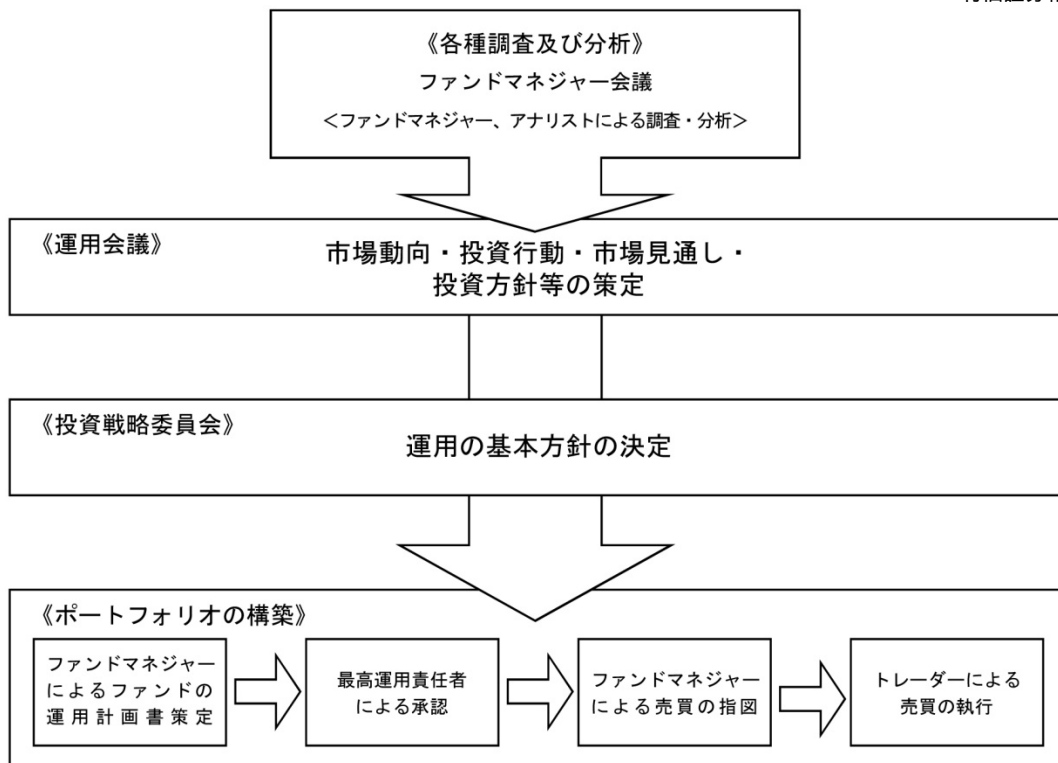 《各種調査及び分析》
ファンドマネジャー会議
＜ファンドマネジャー、アナリストによる調査・分析＞
《運用会議》
市場動向・投資行動・市場見通し・
投資方針等の策定
《投資戦略委員会》
運用の基本方針の決定
《ポートフォリオの構築》
ファンドマネジャー
によるファンドの
運用計画書策定
最高運用責任者
による承認
ファンドマネジャー
による売買の指図
トレーダーによる
売買の執行